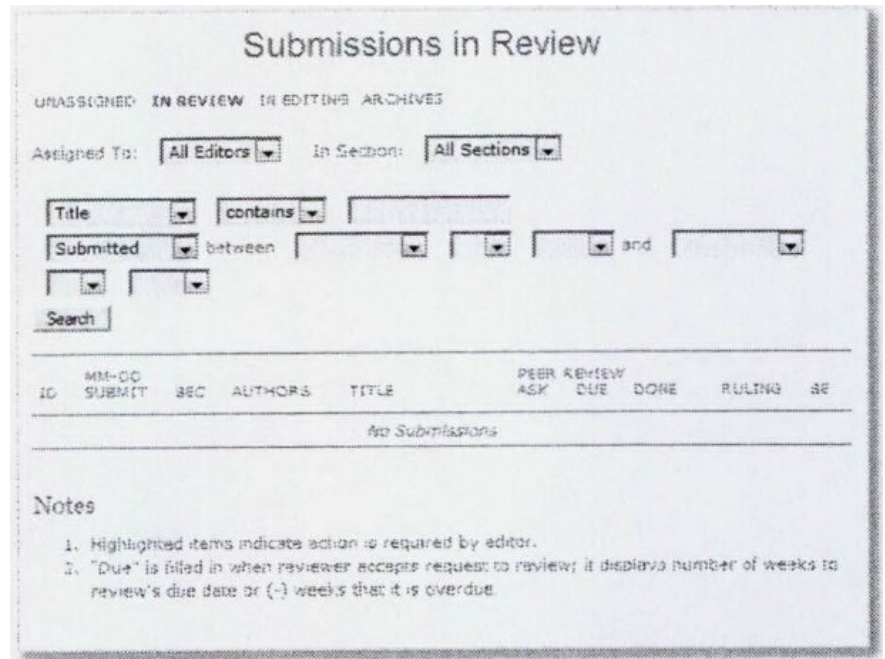 Submissions in Review
UNASSIGNED IN REVIEW IN EDITING ARCHIVES
Assigned To: All Editors In Section: All Sections
Title contains
Submitted between and
Search
MM-DD PEER REVIEW
ID SUBMIT SEC AUTHORS TITLE ASK DUE DONE RULING SE
No Submissions
Notes
1. Highlighted items indicate action is required by editor.
2. "Due" is filled in when reviewer accepts request to review; it displays number of weeks to
review's due date or (-) weeks that it is overdue.